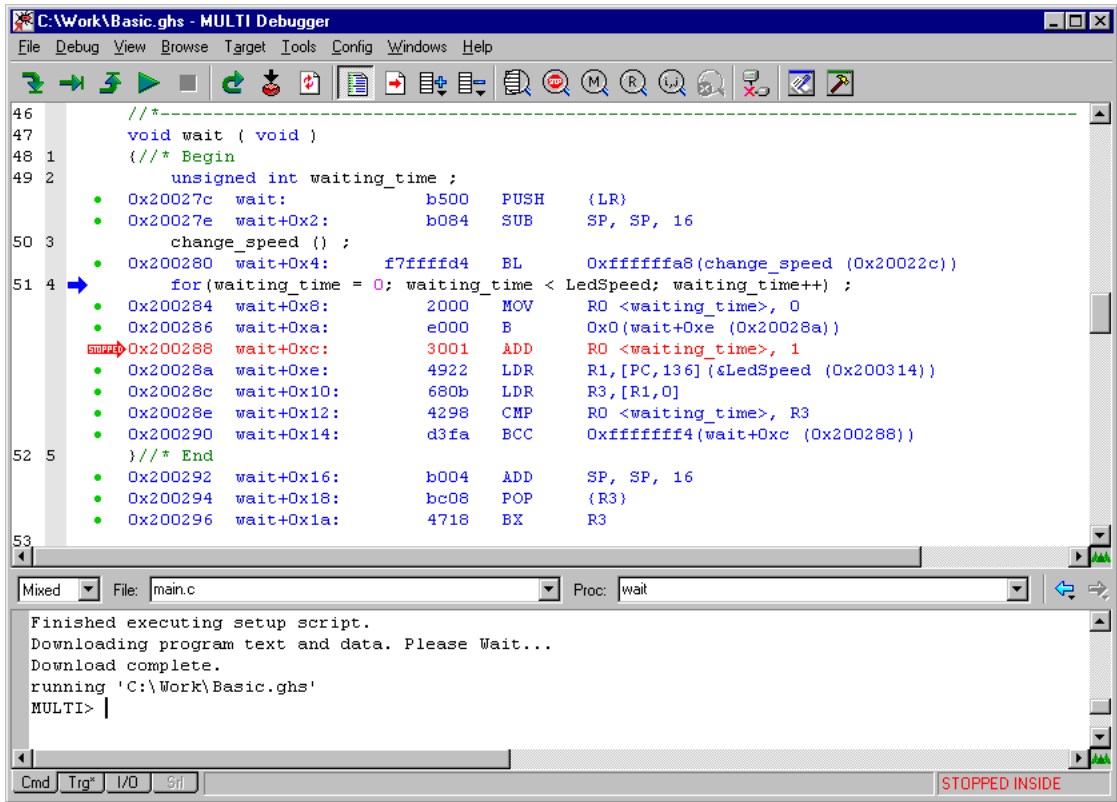 C:\Work\Basic.ghs - MULTI Debugger
File Debug View Browse Target Tools Config Windows Help
46 //*-------------------------------------------------------------------------------------
47 void wait ( void )
48 1 {//* Begin
49 2 unsigned int waiting_time ;
0x20027c wait: b500 PUSH {LR}
0x20027e wait+0x2: b084 SUB SP, SP, 16
50 3 change_speed () ;
0x200280 wait+0x4: f7ffffd4 BL 0xffffffa8(change_speed (0x20022c))
51 4 for(waiting_time = 0; waiting_time < LedSpeed; waiting_time++) ;
0x200284 wait+0x8: 2000 MOV R0 <waiting_time>, 0
0x200286 wait+0xa: e000 B 0x0(wait+0xe (0x20028a))
STOPPED 0x200288 wait+0xc: 3001 ADD R0 <waiting_time>, 1
0x20028a wait+0xe: 4922 LDR R1,[PC,136](&LedSpeed (0x200314))
0x20028c wait+0x10: 680b LDR R3,[R1,0]
0x20028e wait+0x12: 4298 CMP R0 <waiting_time>, R3
0x200290 wait+0x14: d3fa BCC 0xfffffff4(wait+0xc (0x200288))
52 5 }//* End
0x200292 wait+0x16: b004 ADD SP, SP, 16
0x200294 wait+0x18: bc08 POP {R3}
0x200296 wait+0x1a: 4718 BX R3
53
Mixed File: main.c Proc: wait
Finished executing setup script.
Downloading program text and data. Please Wait...
Download complete.
running 'C:\Work\Basic.ghs'
MULTI>
Cmd Trg* I/O Srl STOPPED INSIDE